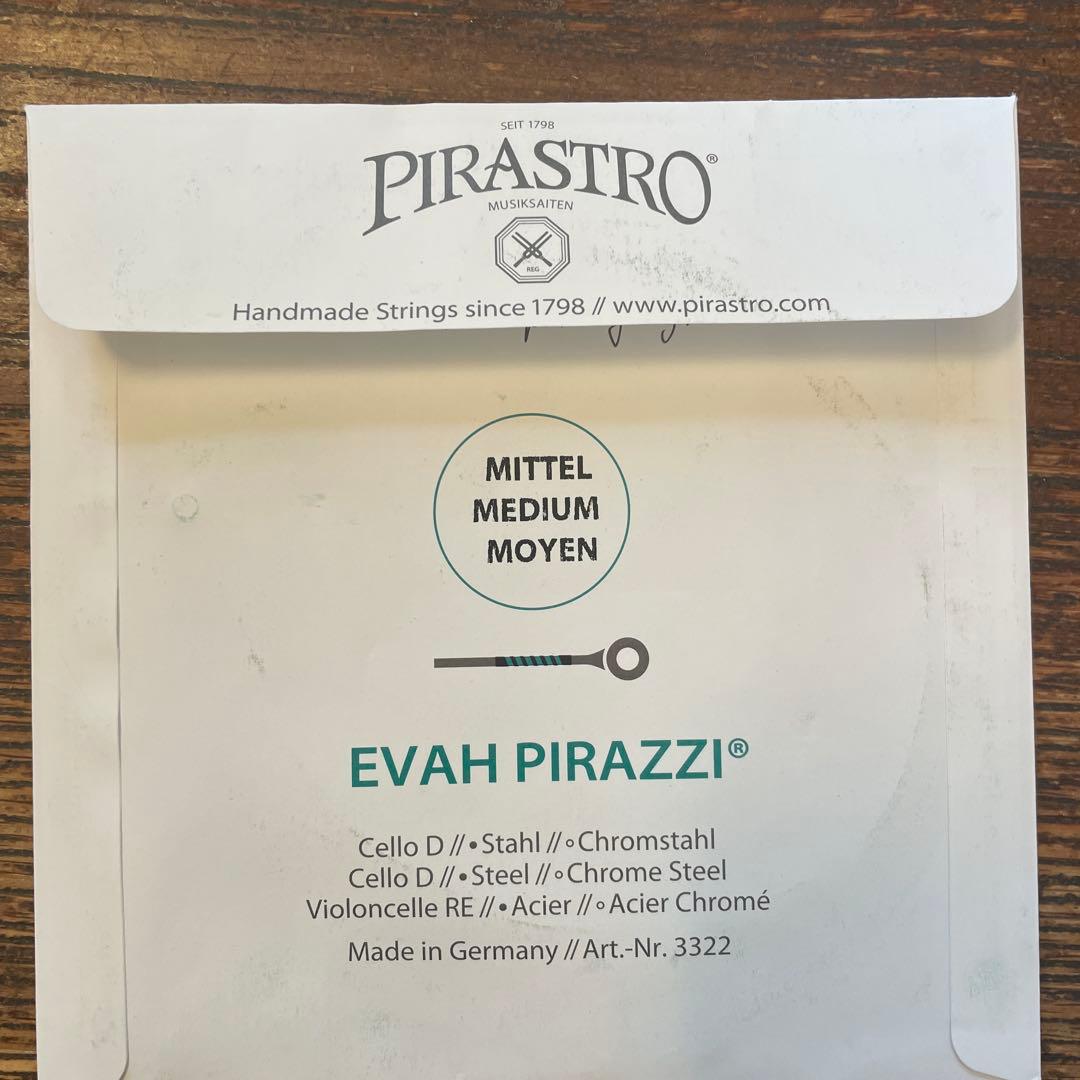 SEIT 1798
PIRASTRO®
MUSIKSAITEN
REG
Handmade Strings since 1798 // www.pirastro.com
MITTEL
MEDIUM
MOYEN
EVAH PIRAZZI®
Cello D // • Stahl // ◦ Chromstahl
Cello D // • Steel // ◦ Chrome Steel
Violoncelle RE // • Acier // ◦ Acier Chromé
Made in Germany // Art.-Nr. 3322